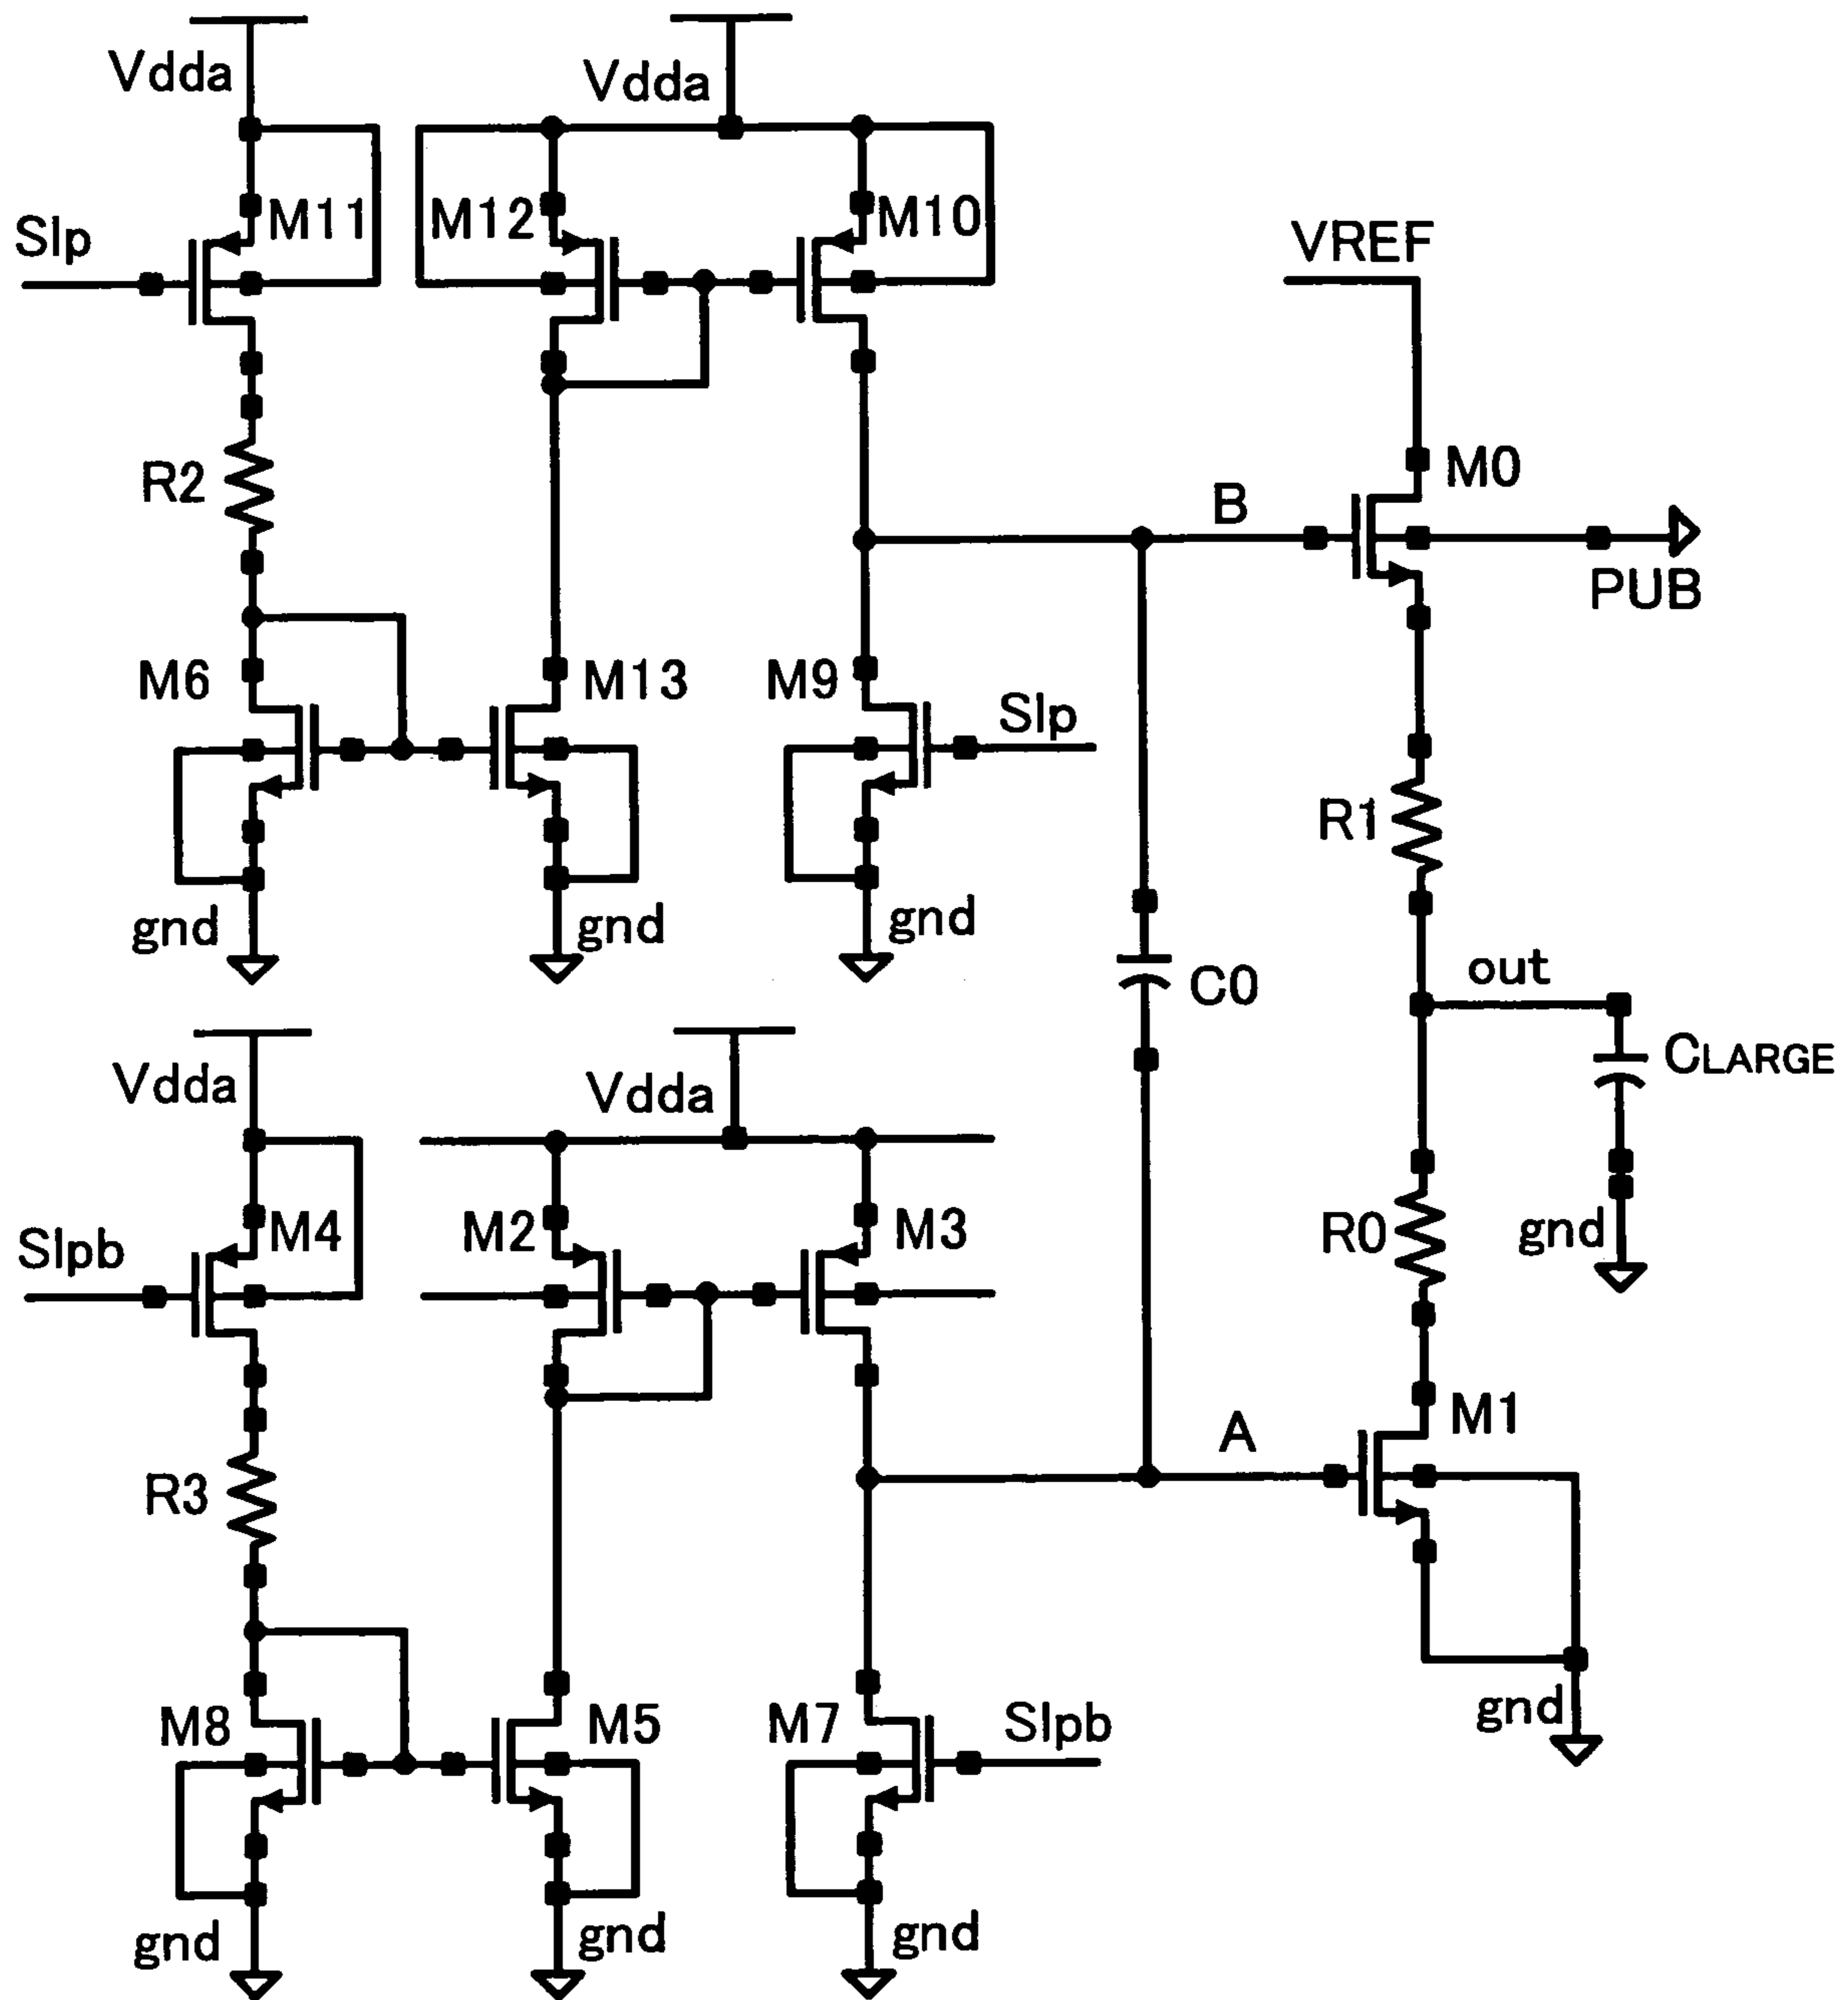 Vdda
Vdda
Slp
M11
M12
M10
VREF
R2
M0
B
PUB
M6
M13
M9
Slp
R1
gnd
gnd
gnd
out
C0
CLARGE
Vdda
Vdda
Slpb
M4
M2
M3
R0
gnd
A
M1
R3
M8
M5
M7
Slpb
gnd
gnd
gnd
gnd